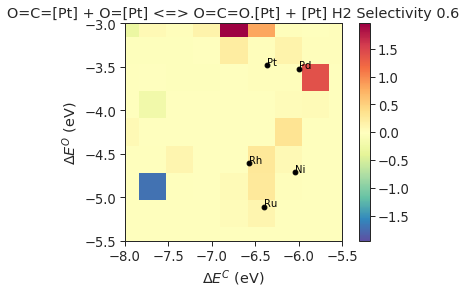 O=C=[Pt] + O=[Pt] <=> O=C=O.[Pt] + [Pt] H2 Selectivity 0.6
−3.0
−3.5
−4.0
−4.5
−5.0
−5.5
ΔE^O (eV)
Pt
Pd
Rh
Ni
Ru
−8.0 −7.5 −7.0 −6.5 −6.0 −5.5
ΔE^C (eV)
1.5
1.0
0.5
0.0
−0.5
−1.0
−1.5